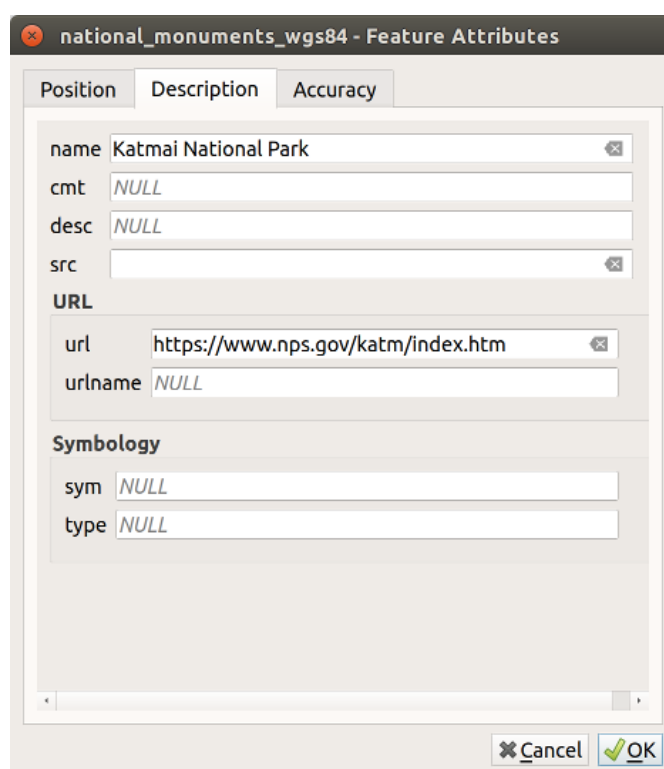 national_monuments_wgs84 - Feature Attributes
Position Description Accuracy
name Katmai National Park
cmt NULL
desc NULL
src
URL
url https://www.nps.gov/katm/index.htm
urlname NULL
Symbology
sym NULL
type NULL
Cancel OK